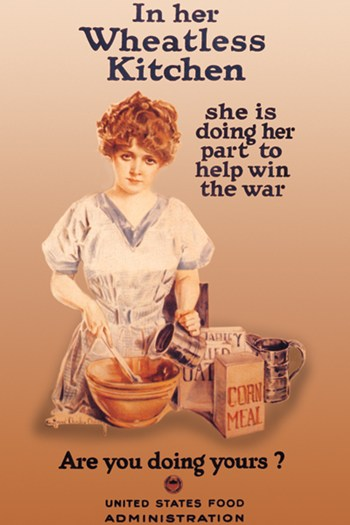 In her
Wheatless
Kitchen
she is
doing her
part to
help win
the war
BARLEY
CORN
MEAL
Are you doing yours?
UNITED STATES FOOD
ADMINISTRATION